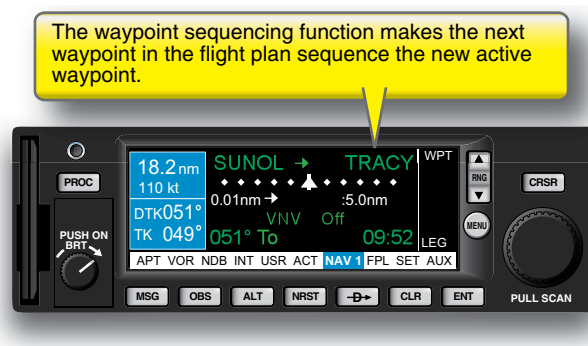 The waypoint sequencing function makes the next
waypoint in the flight plan sequence the new active
waypoint.
PROC
PUSH ON
BRT
18.2nm
110 kt
DTK051°
TK 049°
SUNOL → TRACY
0.01nm → :5.0nm
VNV Off
051° To 09:52
WPT
LEG
APT VOR NDB INT USR ACT NAV 1 FPL SET AUX
RNG
MENU
CRSR
PULL SCAN
MSG OBS ALT NRST D CLR ENT